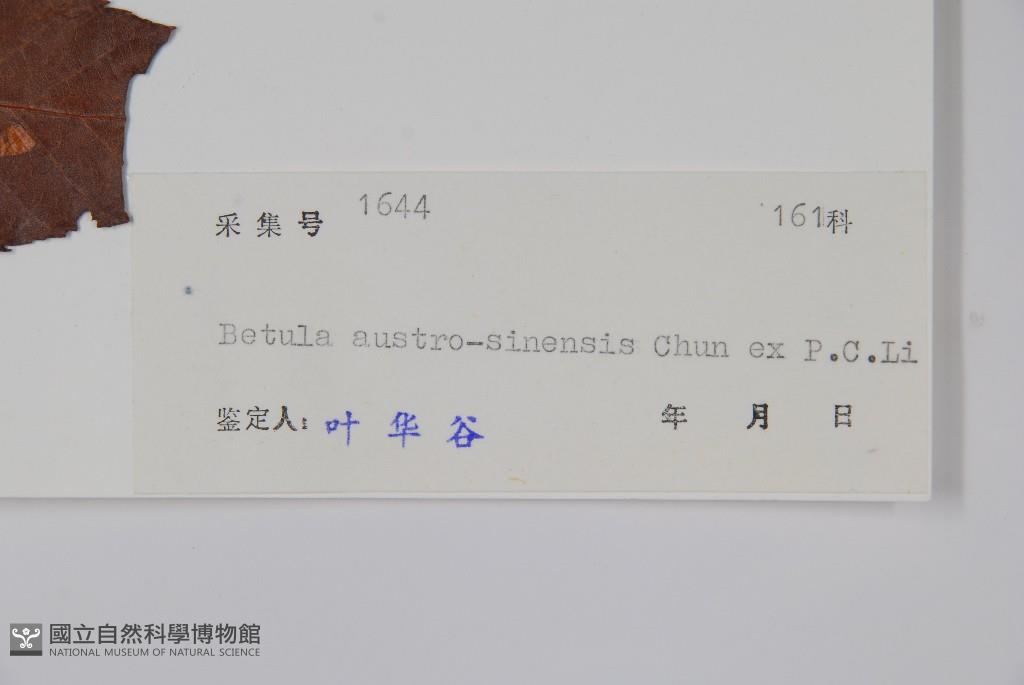 采集号 1644 161科
Betula austro-sinensis Chun ex P.C.Li
鉴定人: 叶华谷 年 月 日
國立自然科學博物館
NATIONAL MUSEUM OF NATURAL SCIENCE